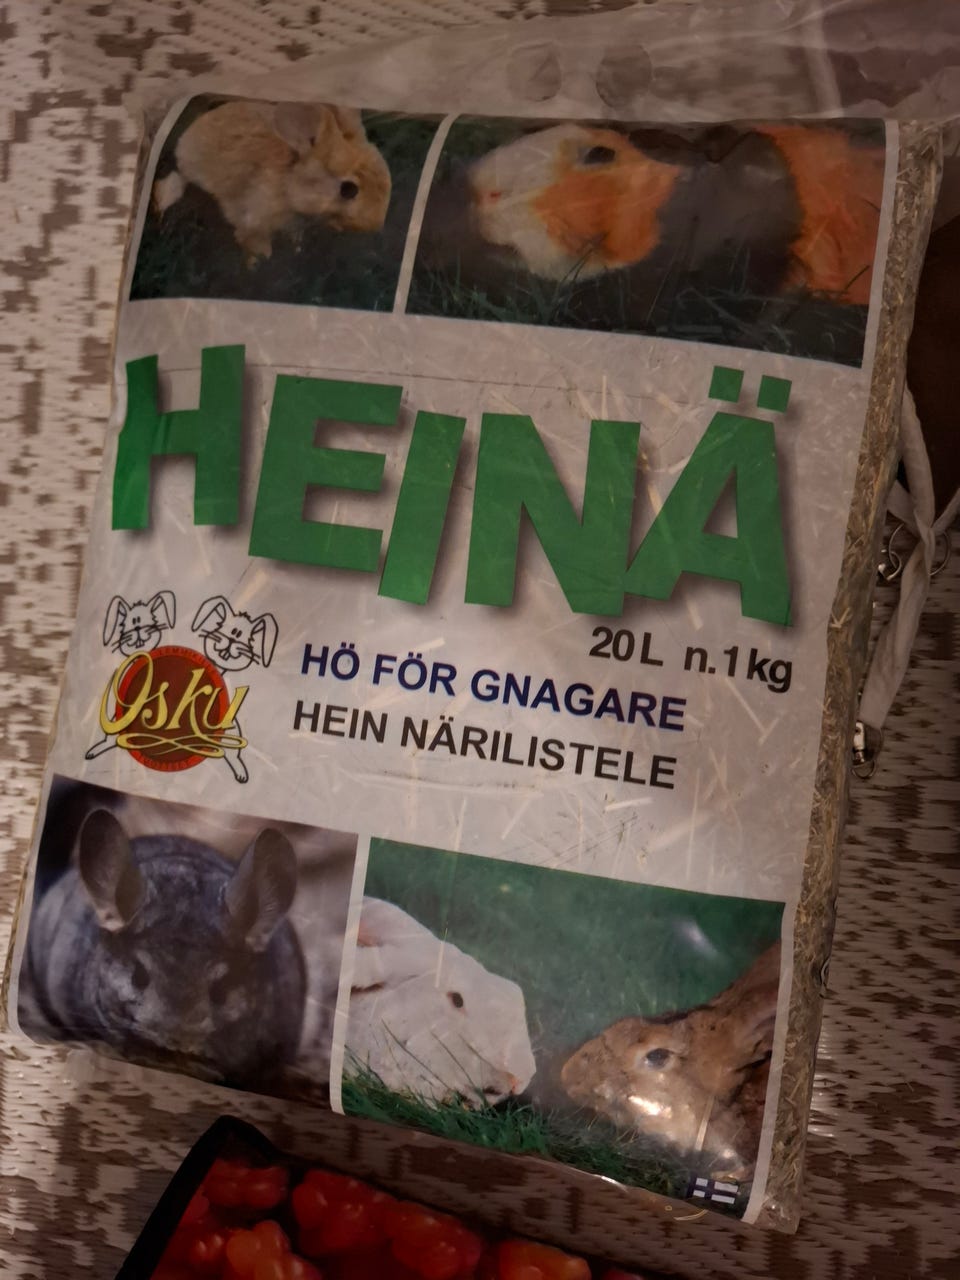 HEINÄ
20L n.1kg
Osku
HÖ FÖR GNAGARE
HEIN NÄRILISTELE